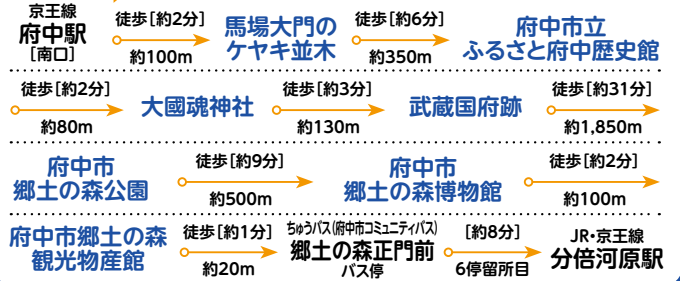 京王線
府中駅
[南口]
徒歩[約2分]
約100m
馬場大門の
ケヤキ並木
徒歩[約6分]
約350m
府中市立
ふるさと府中歴史館
徒歩[約2分]
約80m
大國魂神社
徒歩[約3分]
約130m
武蔵国府跡
徒歩[約31分]
約1,850m
府中市
郷土の森公園
徒歩[約9分]
約500m
府中市
郷土の森博物館
徒歩[約2分]
約100m
府中市郷土の森
観光物産館
徒歩[約1分]
約20m
ちゅうバス(府中市コミュニティバス)
郷土の森正門前
バス停
[約8分]
6停留所目
JR・京王線
分倍河原駅